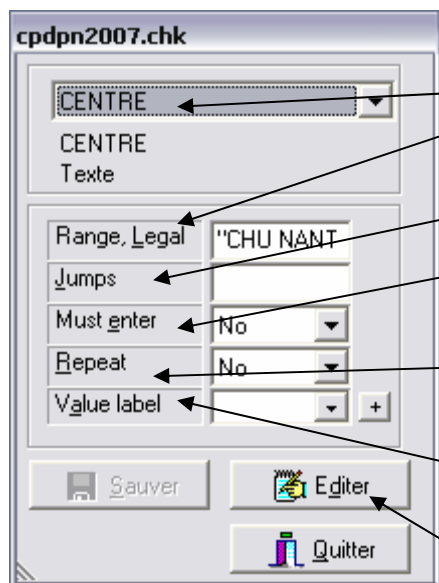 cpdpn2007.chk
CENTRE
CENTRE
Texte
Range, Legal "CHU NANT
Jumps
Must enter No
Repeat No
Value label +
Sauver Editer
Quitter